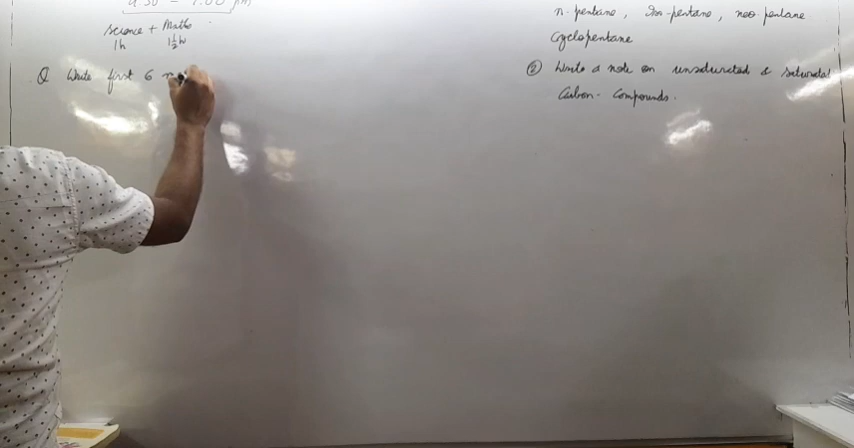 Science + Maths
1h 1½h
Q Write first 6
n-pentane, Iso-pentane, neo pentane
Cyclopentane
② Write a note on unsaturated & saturated
Carbon - Compounds.